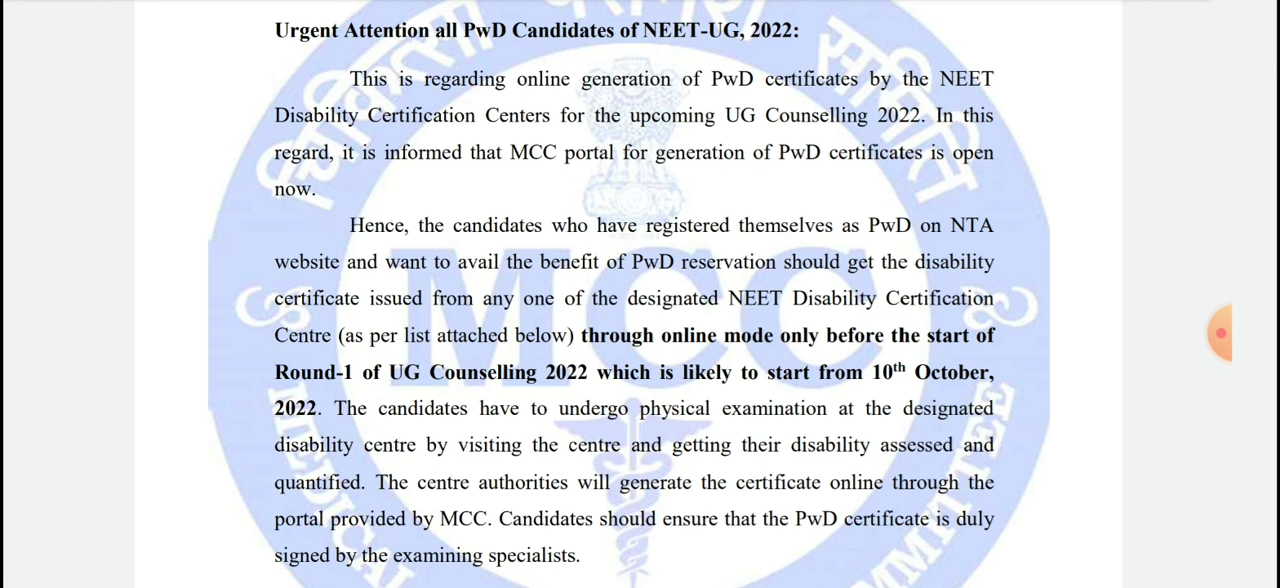 Urgent Attention all PwD Candidates of NEET-UG, 2022:
This is regarding online generation of PwD certificates by the NEET
Disability Certification Centers for the upcoming UG Counselling 2022. In this
regard, it is informed that MCC portal for generation of PwD certificates is open
now.
Hence, the candidates who have registered themselves as PwD on NTA
website and want to avail the benefit of PwD reservation should get the disability
certificate issued from any one of the designated NEET Disability Certification
Centre (as per list attached below) through online mode only before the start of
Round-1 of UG Counselling 2022 which is likely to start from 10th October,
2022. The candidates have to undergo physical examination at the designated
disability centre by visiting the centre and getting their disability assessed and
quantified. The centre authorities will generate the certificate online through the
portal provided by MCC. Candidates should ensure that the PwD certificate is duly
signed by the examining specialists.
MCC